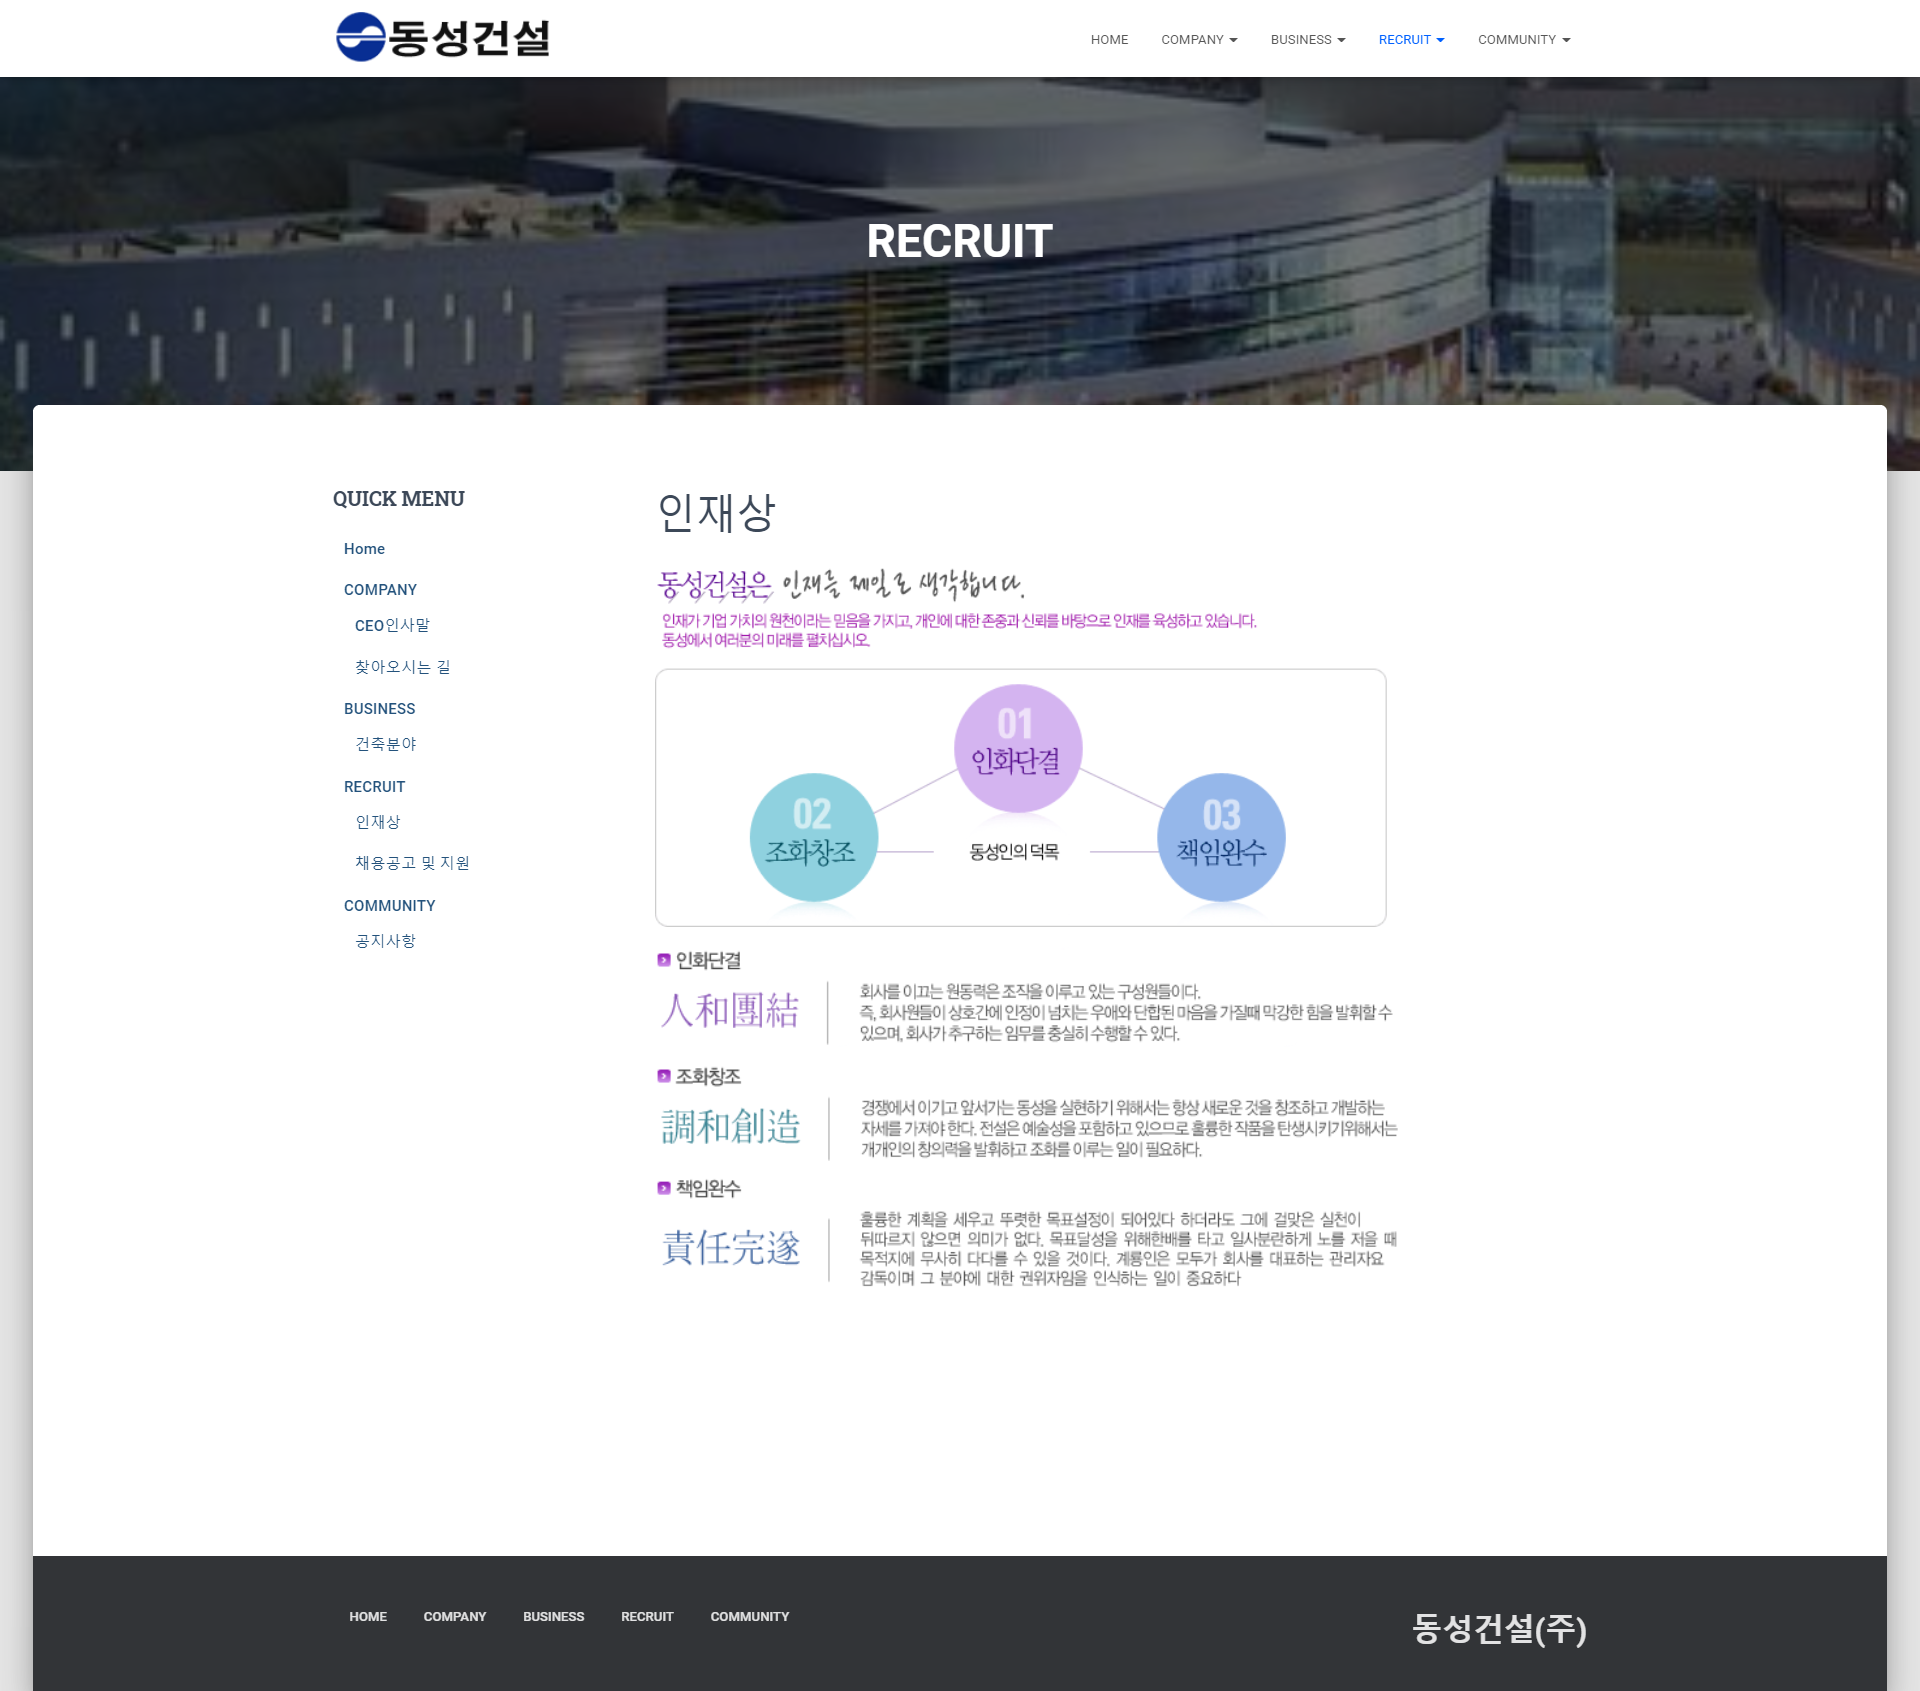 동성건설
HOME
COMPANY
BUSINESS
RECRUIT
COMMUNITY
RECRUIT
QUICK MENU
Home
COMPANY
CEO인사말
찾아오시는 길
BUSINESS
건축분야
RECRUIT
인재상
채용공고 및 지원
COMMUNITY
공지사항
인재상
동성건설은 인재를 제일로 생각합니다.
인재가 기업 가치의 원천이라는 믿음을 가지고, 개인에 대한 존중과 신뢰를 바탕으로 인재를 육성하고 있습니다.
동성에서 여러분의 미래를 펼치십시오.
01
인화단결
02
조화창조
03
책임완수
동성인의 덕목
인화단결
人和團結
회사를 이끄는 원동력은 조직을 이루고 있는 구성원들이다.
즉, 회사원들이 상호간에 인정이 넘치는 우애와 단합된 마음을 가질때 막강한 힘을 발휘할 수
있으며, 회사가 추구하는 임무를 충실히 수행할 수 있다.
조화창조
調和創造
경쟁에서 이기고 앞서가는 동성을 실현하기 위해서는 항상 새로운 것을 창조하고 개발하는
자세를 가져야 한다. 전설은 예술성을 포함하고 있으므로 훌륭한 작품을 탄생시키기위해서는
개개인의 창의력을 발휘하고 조화를 이루는 일이 필요하다.
책임완수
責任完遂
훌륭한 계획을 세우고 뚜렷한 목표설정이 되어있다 하더라도 그에 걸맞은 실천이
뒤따르지 않으면 의미가 없다. 목표달성을 위해한배를 타고 일사분란하게 노를 저을 때
목적지에 무사히 다다를 수 있을 것이다. 계룡인은 모두가 회사를 대표하는 관리자요
감독이며 그 분야에 대한 권위자임을 인식하는 일이 중요하다
HOME
COMPANY
BUSINESS
RECRUIT
COMMUNITY
동성건설(주)